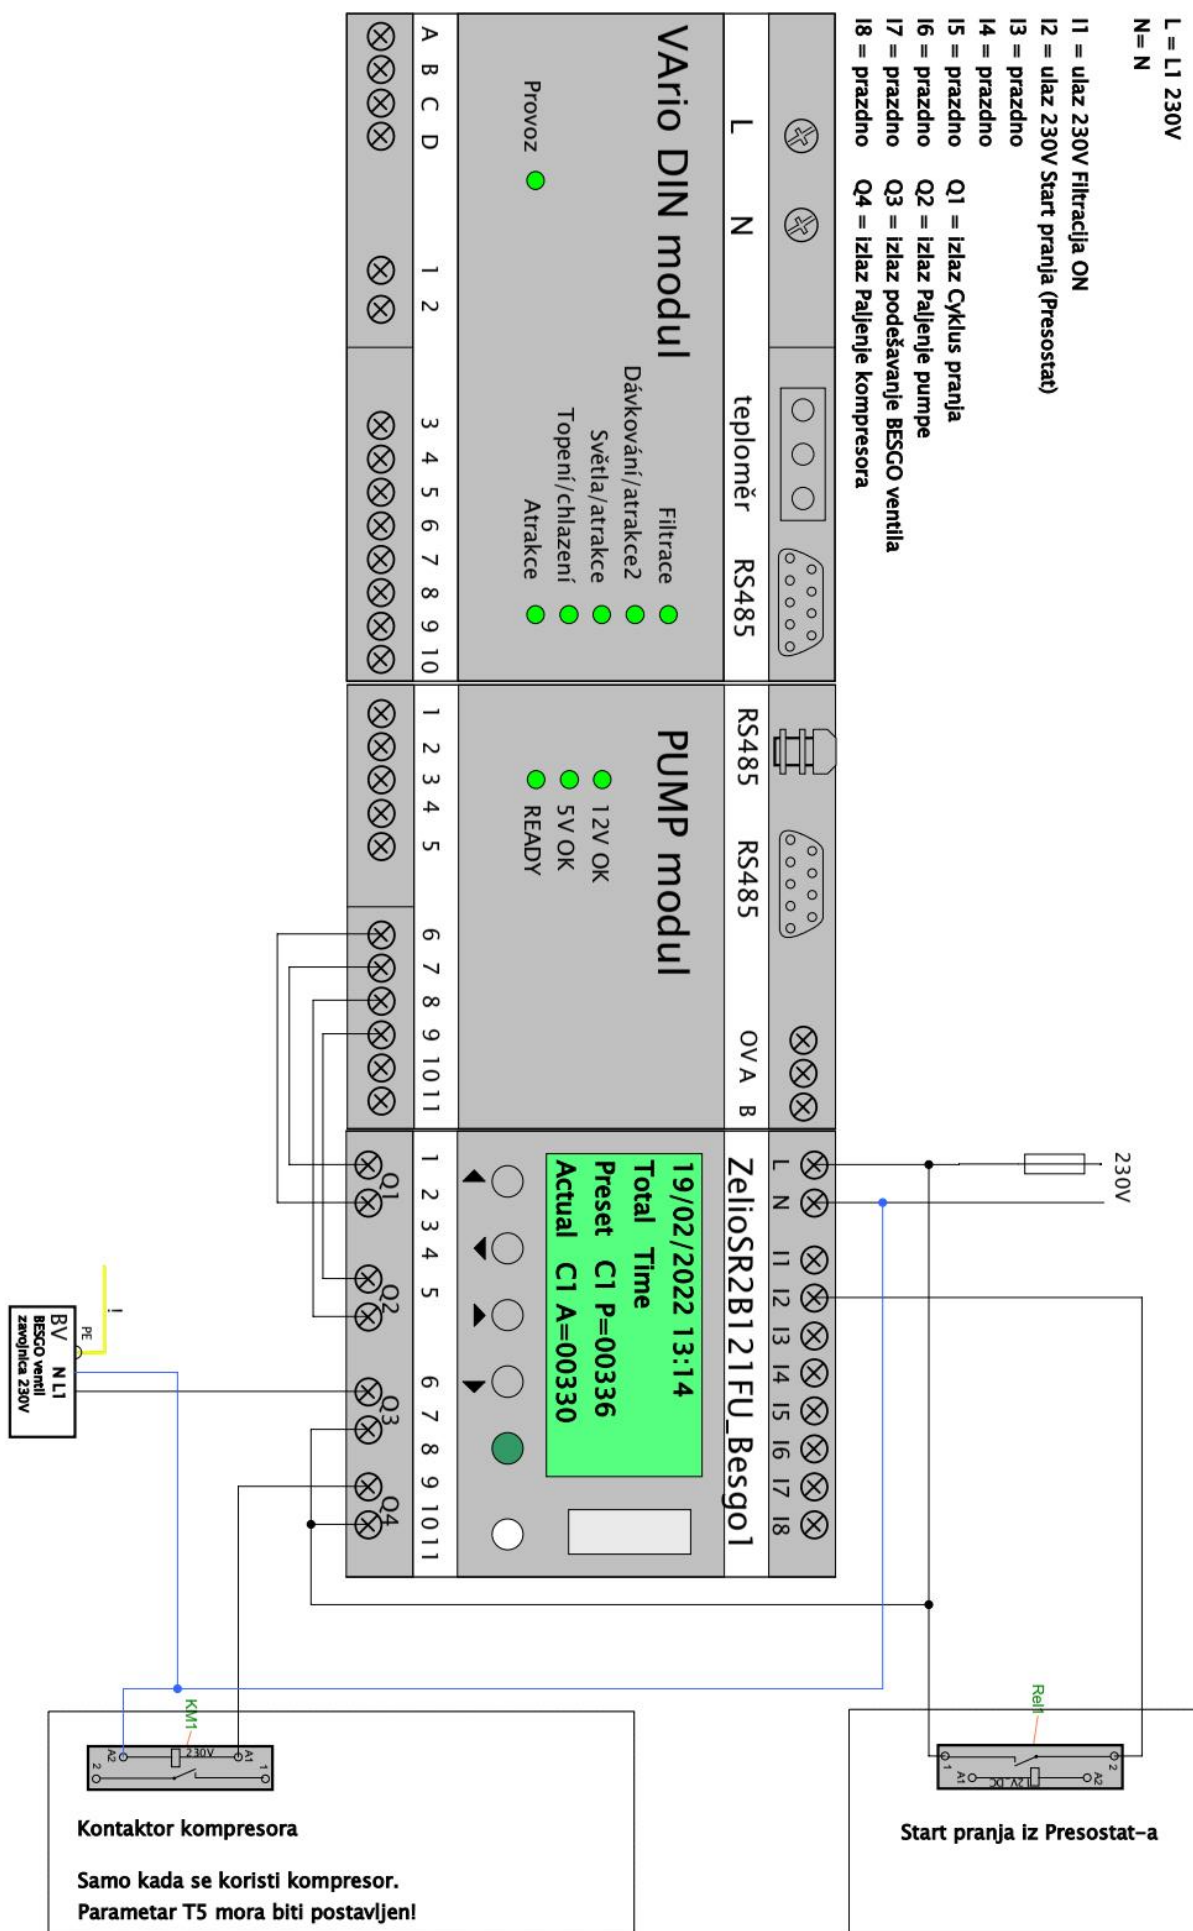 L = L1 230V
N= N
I1 = ulaz 230V Filtracija ON
I2 = ulaz 230V Start pranja (Presostat)
I3 = prazdno
I4 = prazdno
I5 = prazdno Q1 = izlaz Cyklus pranja
I6 = prazdno Q2 = izlaz Paljenje pumpe
I7 = prazdno Q3 = izlaz podešavanje BESGO ventila
I8 = prazdno Q4 = izlaz Paljenje kompresora
230V
L N teploměr RS485
VArio DIN modul
Filtrace
Dávkování/atrakce2
Světla/atrakce
Topení/chlazení
Provoz Atrakce
A B C D 1 2 3 4 5 6 7 8 9 10
RS485 RS485 OV A B
PUMP modul
12V OK
5V OK
READY
1 2 3 4 5 6 7 8 9 10 11
L N I1 I2 I3 I4 I5 I6 I7 I8
ZelioSR2B121FU_Besgo1
19/02/2022 13:14
Total Time
Preset C1 P=00336
Actual C1 A=00330
1 2 3 4 5 6 7 8 9 10 11
Q1 Q2 Q3 Q4
!
PE
BV N L1
BESGO ventil
zavojnica 230V
Rel1
1 2
A1 12V DC A2
Start pranja iz Presostat-a
KM1
A2 230V A1
2 1
Kontaktor kompresora
Samo kada se koristi kompresor.
Parametar T5 mora biti postavljen!